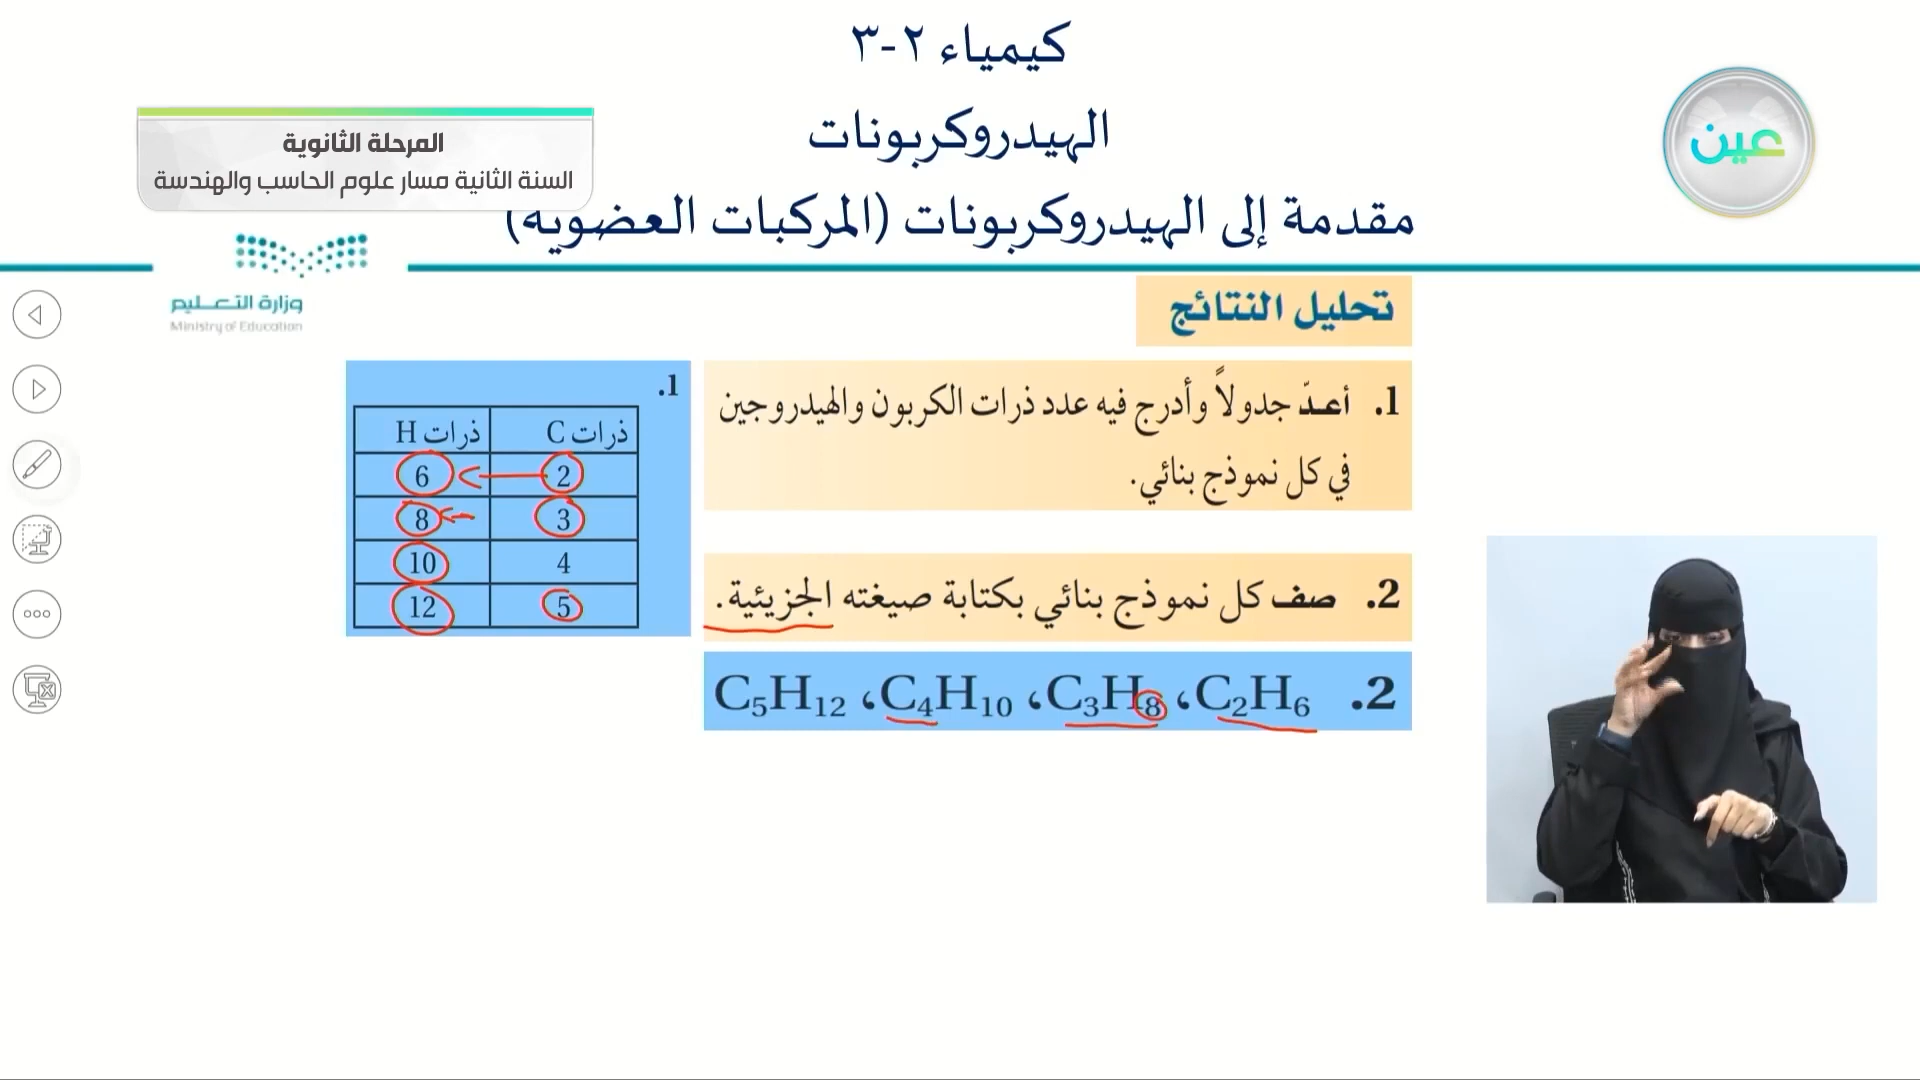 كيمياء ٢-٣
الهيدروكربونات
مقدمة إلى الهيدروكربونات (المركبات العضوية)
عين
المرحلة الثانوية
السنة الثانية مسار علوم الحاسب والهندسة
وزارة التعليم
Ministry of Education
تحليل النتائج
1. أعدّ جدولاً وأدرج فيه عدد ذرات الكربون والهيدروجين
في كل نموذج بنائي.
1.
ذرات C ذرات H
2 6
3 8
4 10
5 12
2. صف كل نموذج بنائي بكتابة صيغته الجزيئية.
2. C₂H₆، C₃H₈، C₄H₁₀، C₅H₁₂